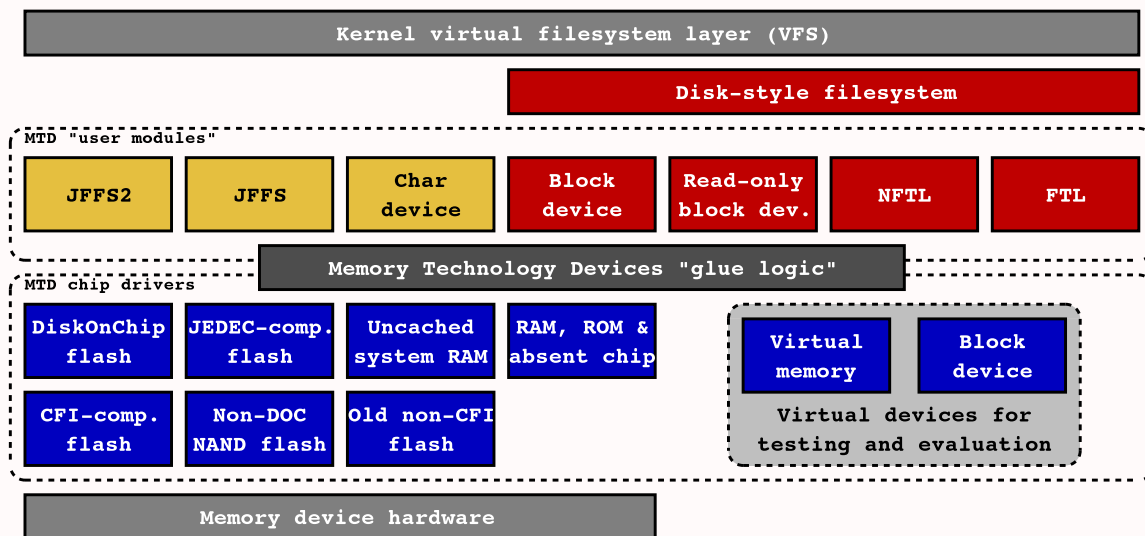 Kernel virtual filesystem layer (VFS)
Disk-style filesystem
MTD "user modules"
JFFS2
JFFS
Char
device
Block
device
Read-only
block dev.
NFTL
FTL
Memory Technology Devices "glue logic"
MTD chip drivers
DiskOnChip
flash
JEDEC-comp.
flash
Uncached
system RAM
RAM, ROM &
absent chip
Virtual
memory
Block
device
CFI-comp.
flash
Non-DOC
NAND flash
Old non-CFI
flash
Virtual devices for
testing and evaluation
Memory device hardware